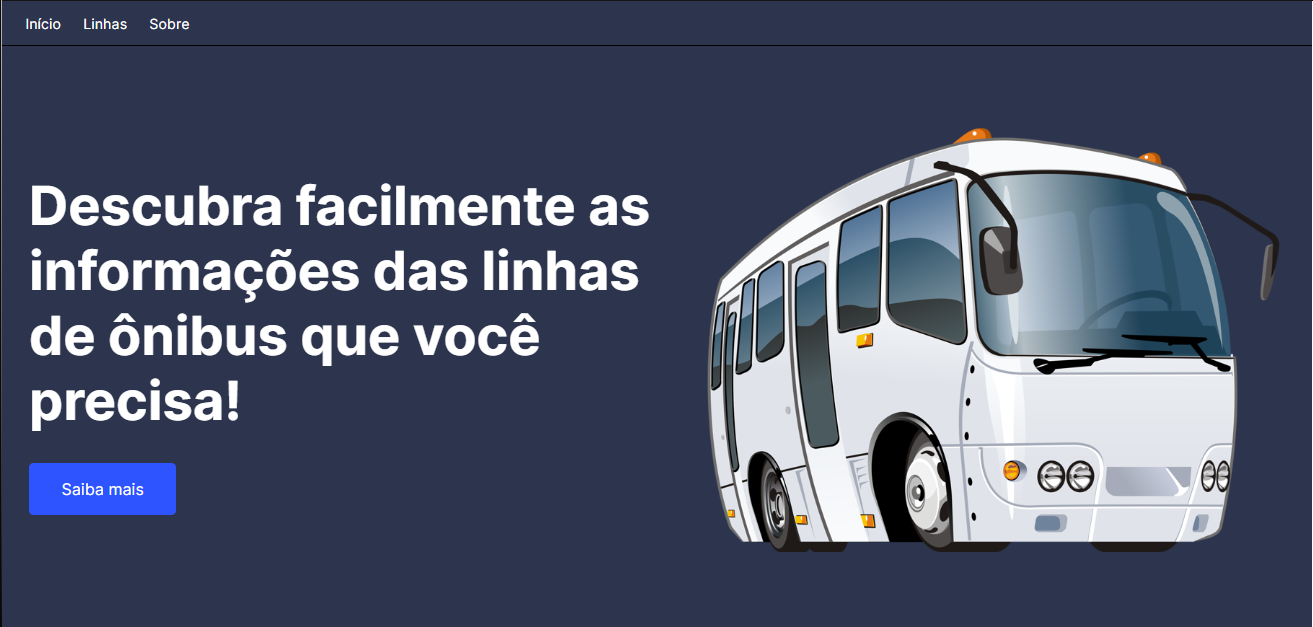 Início Linhas Sobre
Descubra facilmente as
informações das linhas
de ônibus que você
precisa!
Saiba mais